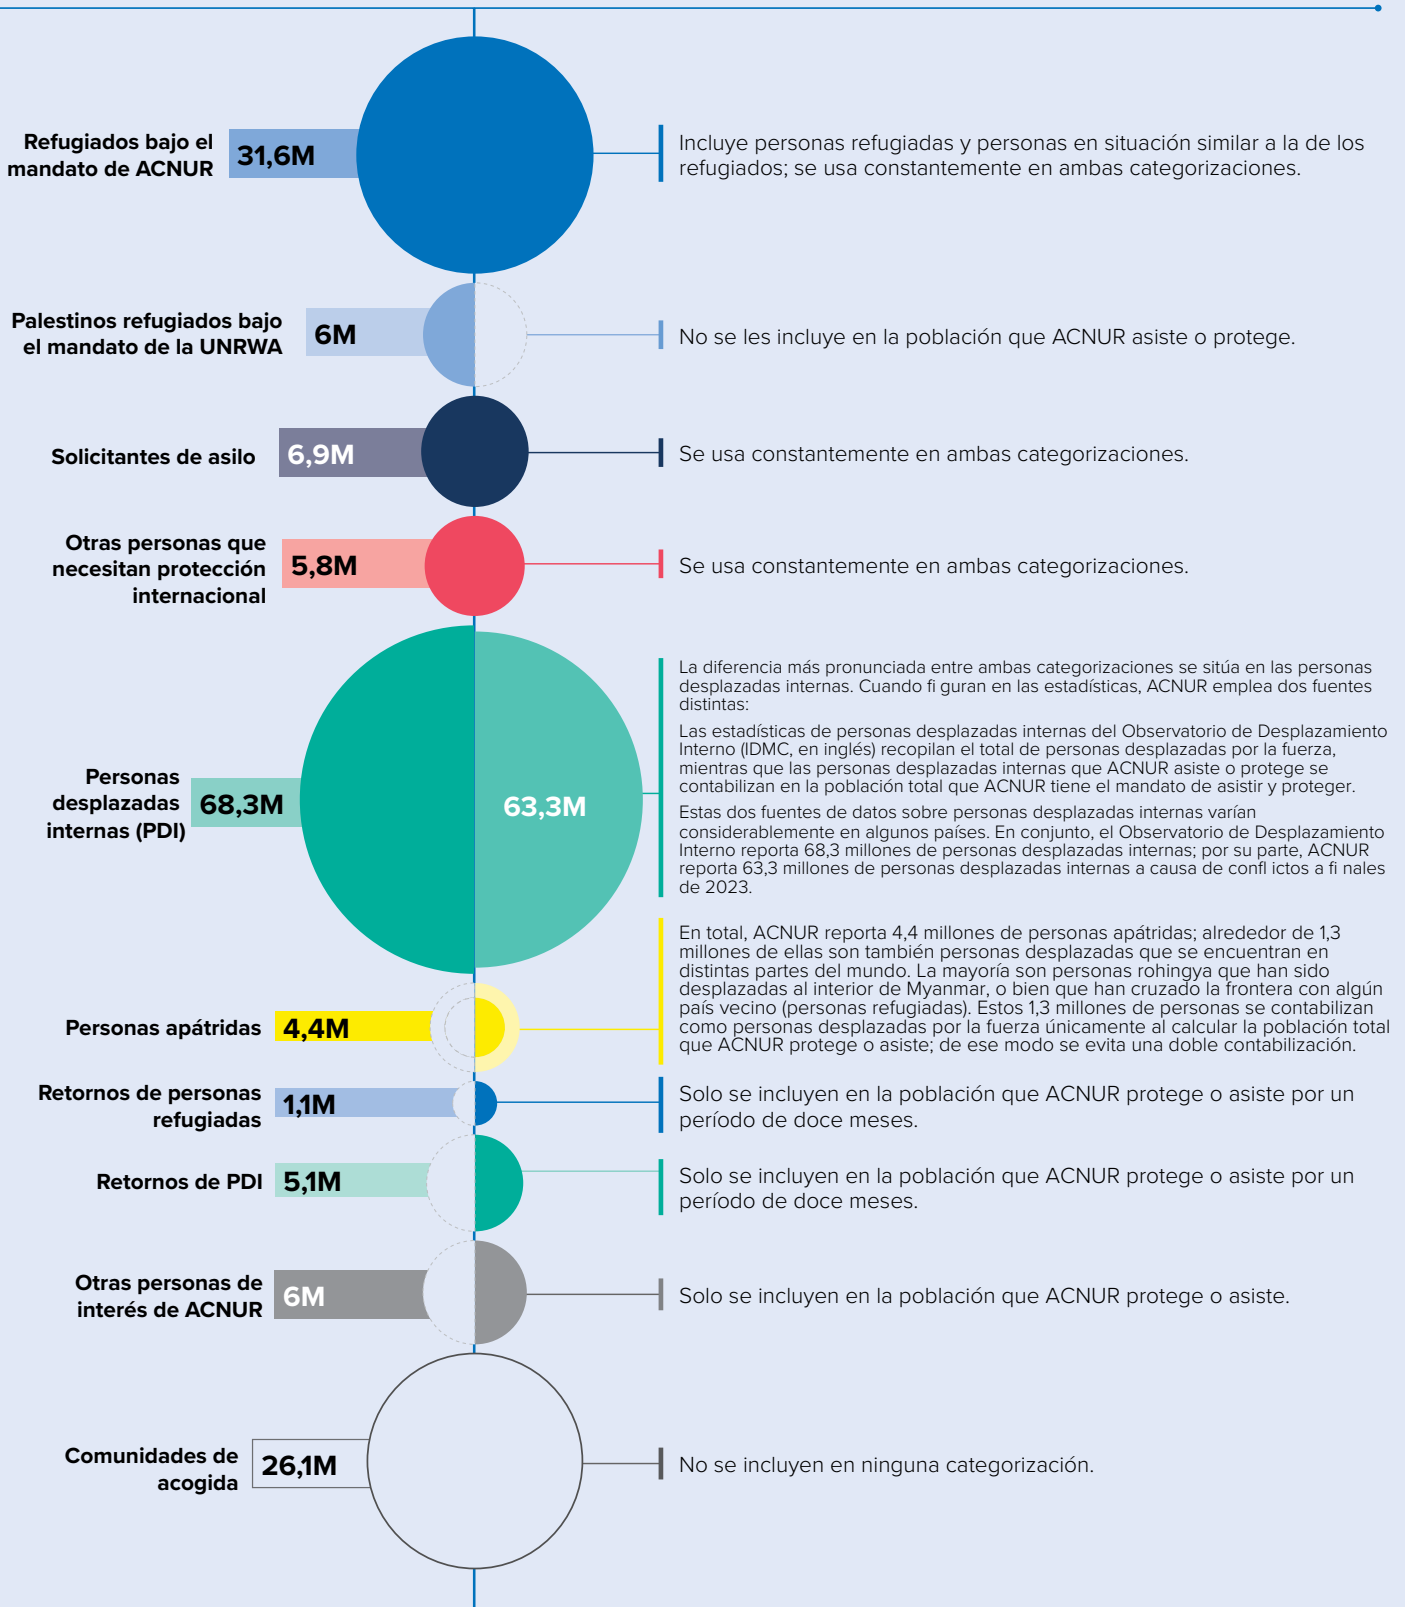 Refugiados bajo el
mandato de ACNUR
31,6M
Incluye personas refugiadas y personas en situación similar a la de los
refugiados; se usa constantemente en ambas categorizaciones.
Palestinos refugiados bajo
el mandato de la UNRWA
6M
No se les incluye en la población que ACNUR asiste o protege.
Solicitantes de asilo
6,9M
Se usa constantemente en ambas categorizaciones.
Otras personas que
necesitan protección
internacional
5,8M
Se usa constantemente en ambas categorizaciones.
Personas
desplazadas
internas (PDI)
68,3M
63,3M
La diferencia más pronunciada entre ambas categorizaciones se sitúa en las personas
desplazadas internas. Cuando fi guran en las estadísticas, ACNUR emplea dos fuentes
distintas:
Las estadísticas de personas desplazadas internas del Observatorio de Desplazamiento
Interno (IDMC, en inglés) recopilan el total de personas desplazadas por la fuerza,
mientras que las personas desplazadas internas que ACNUR asiste o protege se
contabilizan en la población total que ACNUR tiene el mandato de asistir y proteger.
Estas dos fuentes de datos sobre personas desplazadas internas varían
considerablemente en algunos países. En conjunto, el Observatorio de Desplazamiento
Interno reporta 68,3 millones de personas desplazadas internas; por su parte, ACNUR
reporta 63,3 millones de personas desplazadas internas a causa de confl ictos a fi nales
de 2023.
Personas apátridas
4,4M
En total, ACNUR reporta 4,4 millones de personas apátridas; alrededor de 1,3
millones de ellas son también personas desplazadas que se encuentran en
distintas partes del mundo. La mayoría son personas rohingya que han sido
desplazadas al interior de Myanmar, o bien que han cruzado la frontera con algún
país vecino (personas refugiadas). Estos 1,3 millones de personas se contabilizan
como personas desplazadas por la fuerza únicamente al calcular la población total
que ACNUR protege o asiste; de ese modo se evita una doble contabilización.
Retornos de personas
refugiadas
1,1M
Solo se incluyen en la población que ACNUR protege o asiste por un
período de doce meses.
Retornos de PDI
5,1M
Solo se incluyen en la población que ACNUR protege o asiste por un
período de doce meses.
Otras personas de
interés de ACNUR
6M
Solo se incluyen en la población que ACNUR protege o asiste.
Comunidades de
acogida
26,1M
No se incluyen en ninguna categorización.